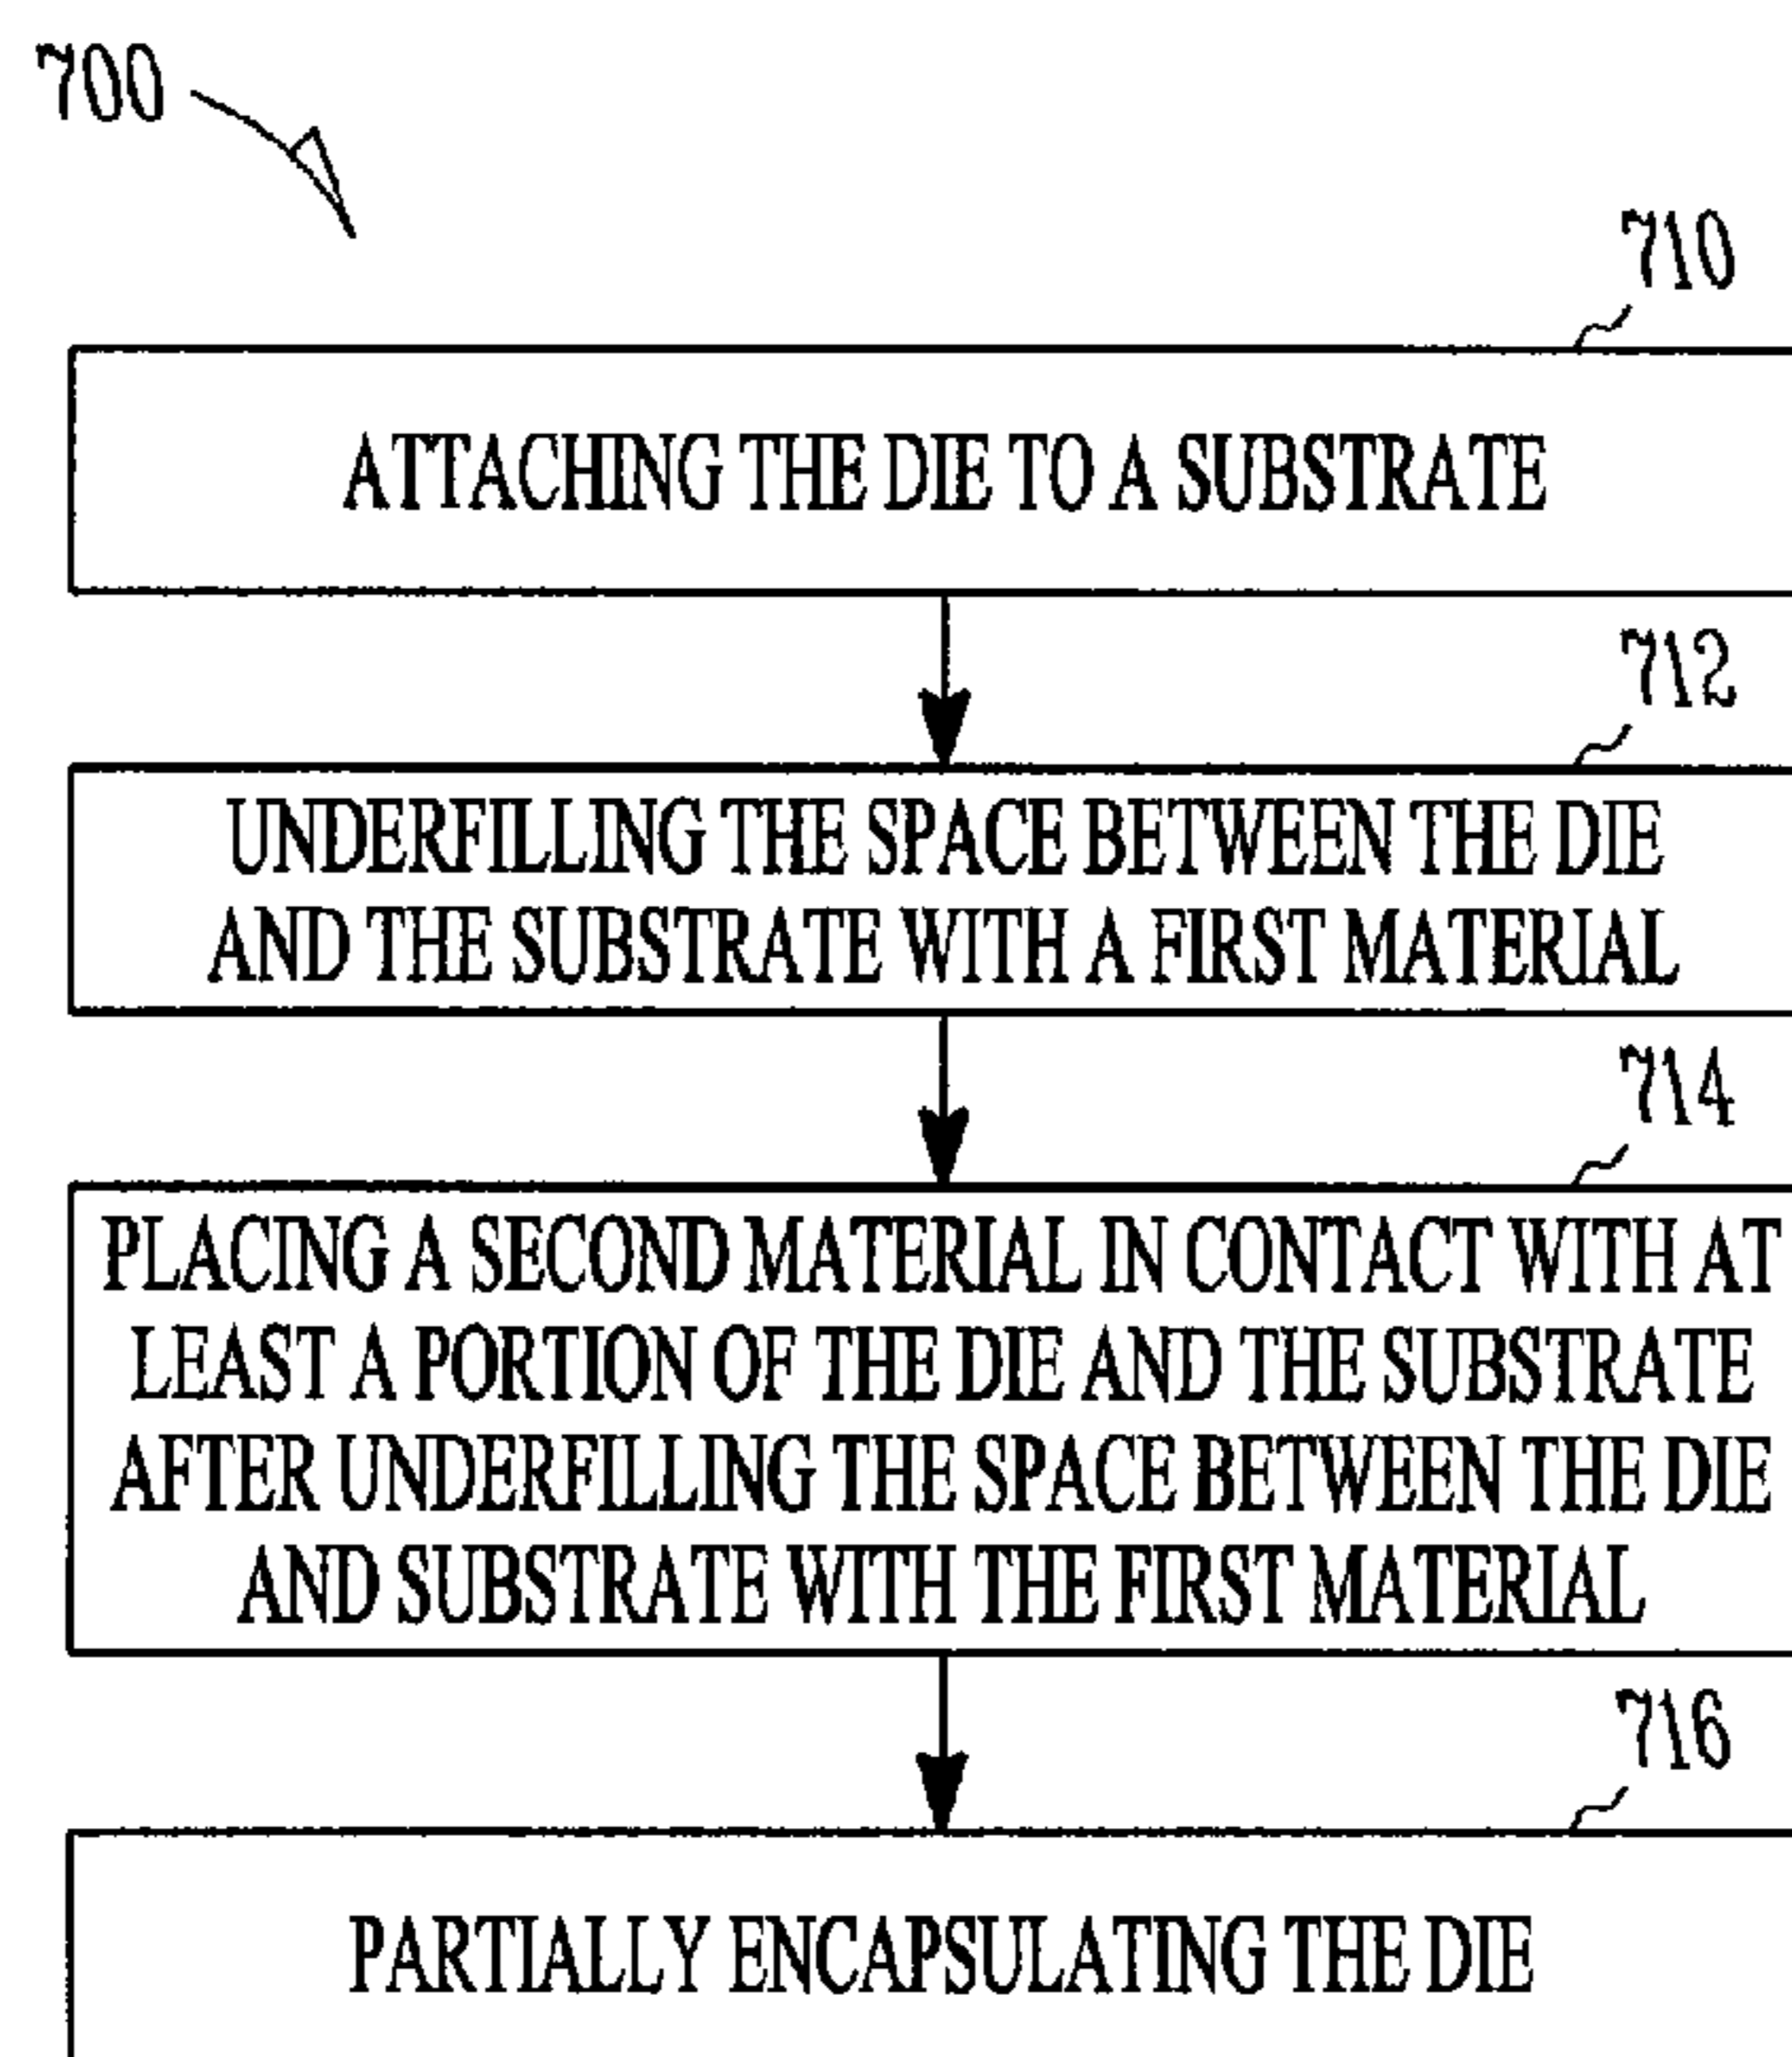 700
710
ATTACHING THE DIE TO A SUBSTRATE
712
UNDERFILLING THE SPACE BETWEEN THE DIE
AND THE SUBSTRATE WITH A FIRST MATERIAL
714
PLACING A SECOND MATERIAL IN CONTACT WITH AT
LEAST A PORTION OF THE DIE AND THE SUBSTRATE
AFTER UNDERFILLING THE SPACE BETWEEN THE DIE
AND SUBSTRATE WITH THE FIRST MATERIAL
716
PARTIALLY ENCAPSULATING THE DIE